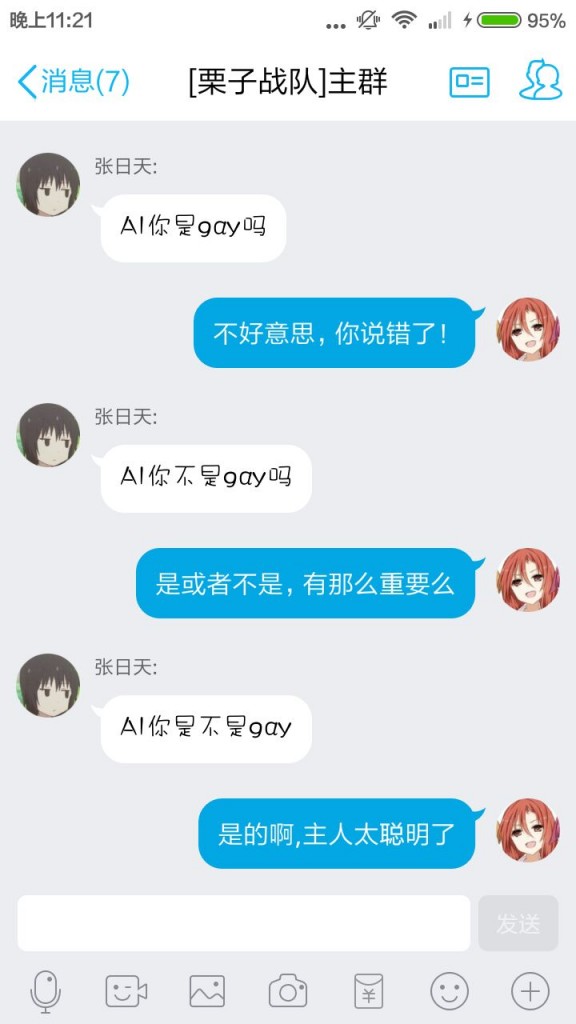 晚上11:21
95%
消息(7)
[栗子战队]主群
张日天:
AI你是gay吗
不好意思，你说错了!
张日天:
AI你不是gay吗
是或者不是，有那么重要么
张日天:
AI你是不是gay
是的啊,主人太聪明了
发送
¥